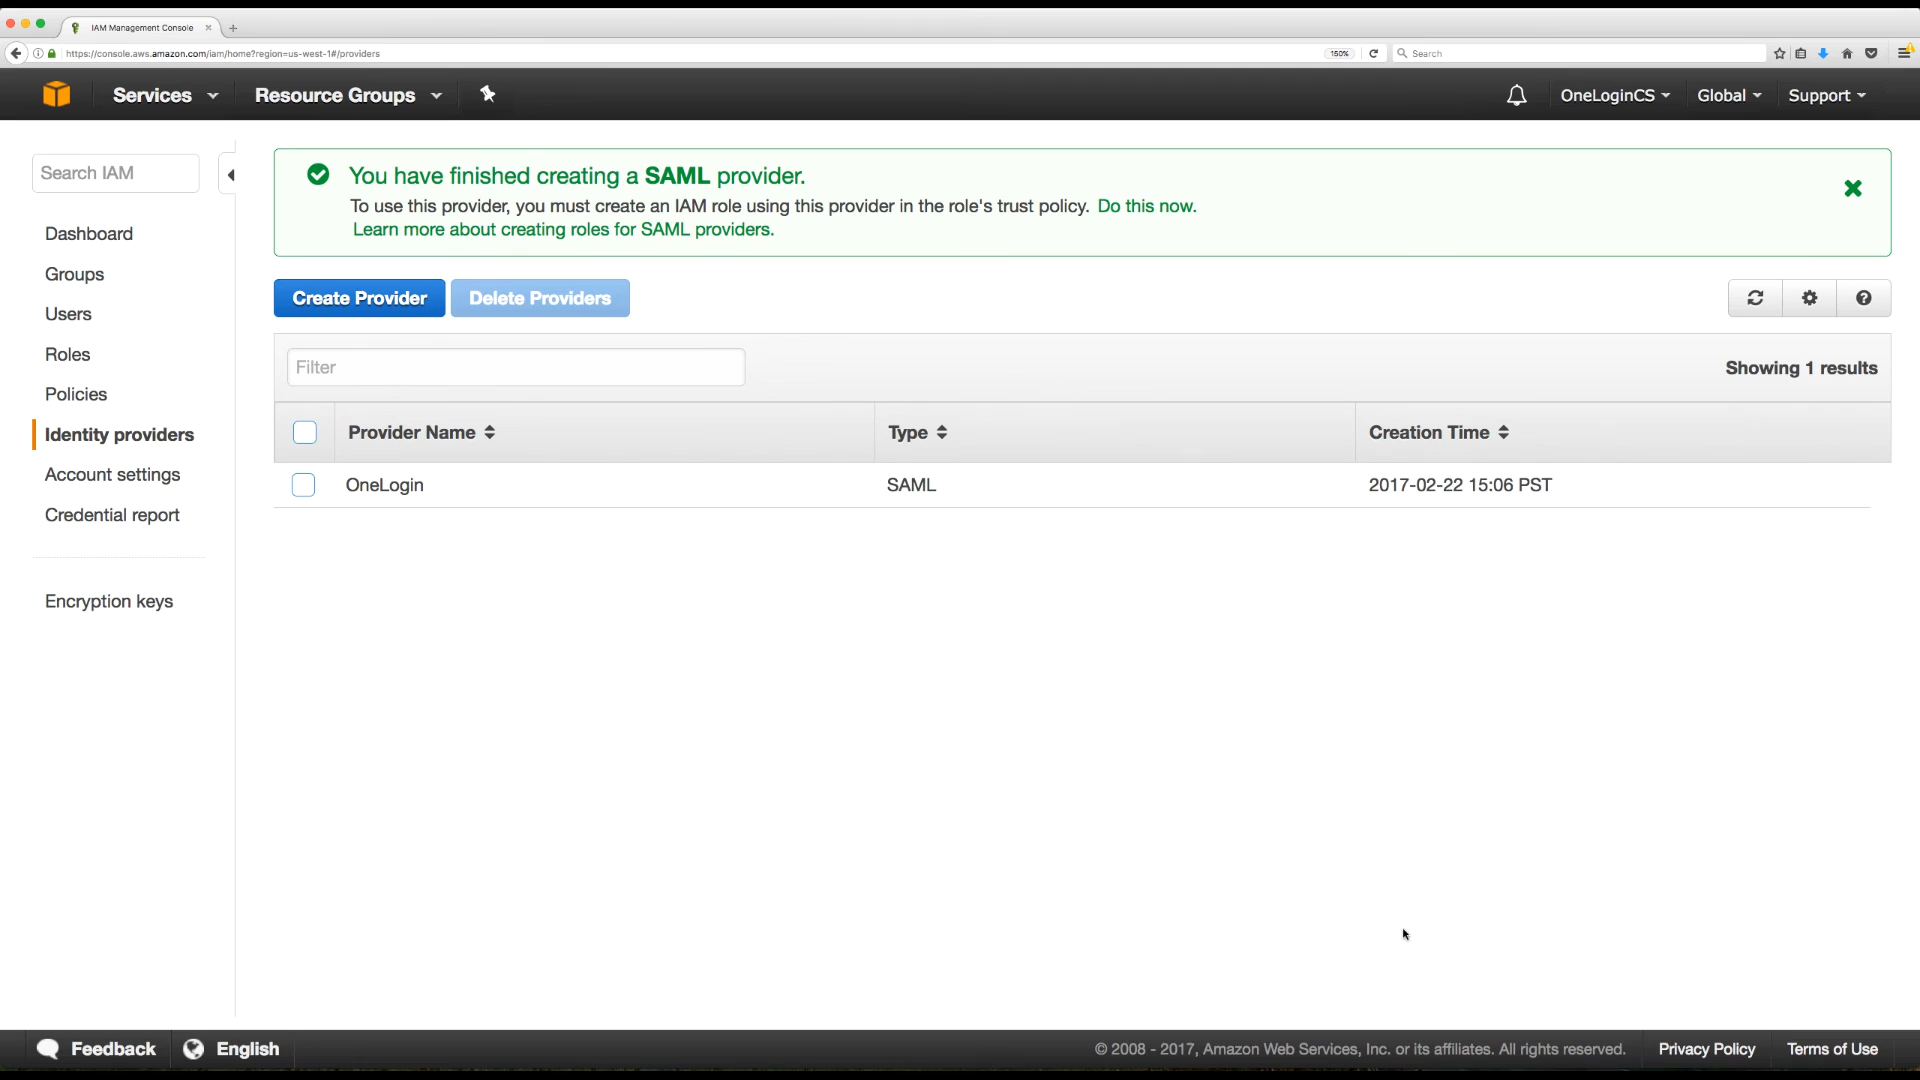 IAM Management Console
https://console.aws.amazon.com/iam/home?region=us-west-1#/providers
150%
Search
Services
Resource Groups
OneLoginCS
Global
Support
Search IAM
Dashboard
Groups
Users
Roles
Policies
Identity providers
Account settings
Credential report
Encryption keys
You have finished creating a SAML provider.
To use this provider, you must create an IAM role using this provider in the role's trust policy. Do this now.
Learn more about creating roles for SAML providers.
Create Provider
Delete Providers
Filter
Showing 1 results
Provider Name
Type
Creation Time
OneLogin
SAML
2017-02-22 15:06 PST
Feedback
English
© 2008 - 2017, Amazon Web Services, Inc. or its affiliates. All rights reserved.
Privacy Policy
Terms of Use